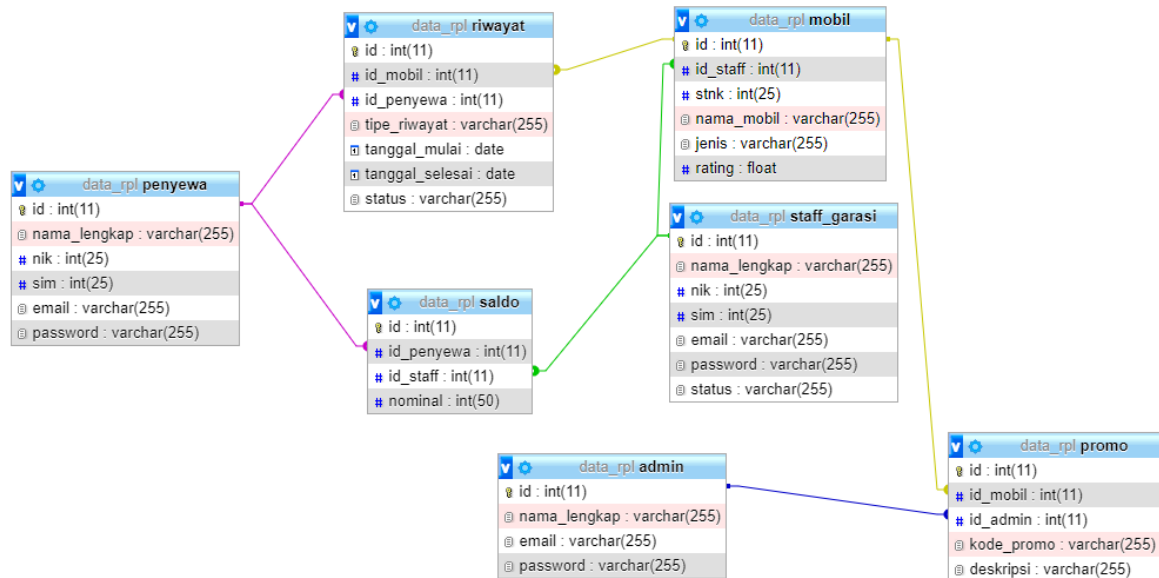 data_rpl riwayat
id : int(11)
id_mobil : int(11)
id_penyewa : int(11)
tipe_riwayat : varchar(255)
tanggal_mulai : date
tanggal_selesai : date
status : varchar(255)
data_rpl mobil
id : int(11)
id_staff : int(11)
stnk : int(25)
nama_mobil : varchar(255)
jenis : varchar(255)
rating : float
data_rpl penyewa
id : int(11)
nama_lengkap : varchar(255)
nik : int(25)
sim : int(25)
email : varchar(255)
password : varchar(255)
data_rpl staff_garasi
id : int(11)
nama_lengkap : varchar(255)
nik : int(25)
sim : int(25)
email : varchar(255)
password : varchar(255)
status : varchar(255)
data_rpl saldo
id : int(11)
id_penyewa : int(11)
id_staff : int(11)
nominal : int(50)
data_rpl admin
id : int(11)
nama_lengkap : varchar(255)
email : varchar(255)
password : varchar(255)
data_rpl promo
id : int(11)
id_mobil : int(11)
id_admin : int(11)
kode_promo : varchar(255)
deskripsi : varchar(255)